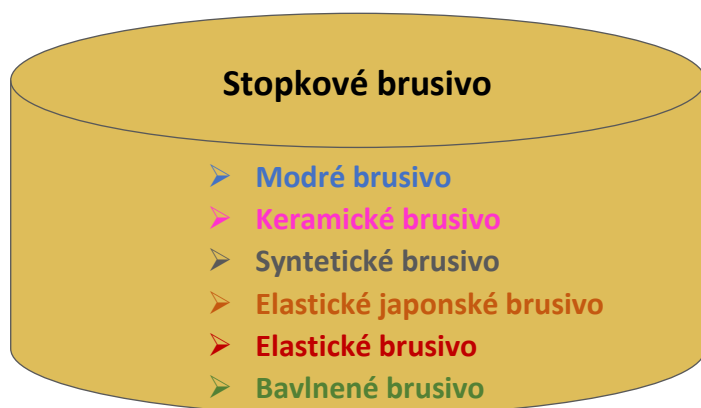 Stopkové brusivo
➢ Modré brusivo
➢ Keramické brusivo
➢ Syntetické brusivo
➢ Elastické japonské brusivo
➢ Elastické brusivo
➢ Bavlnené brusivo